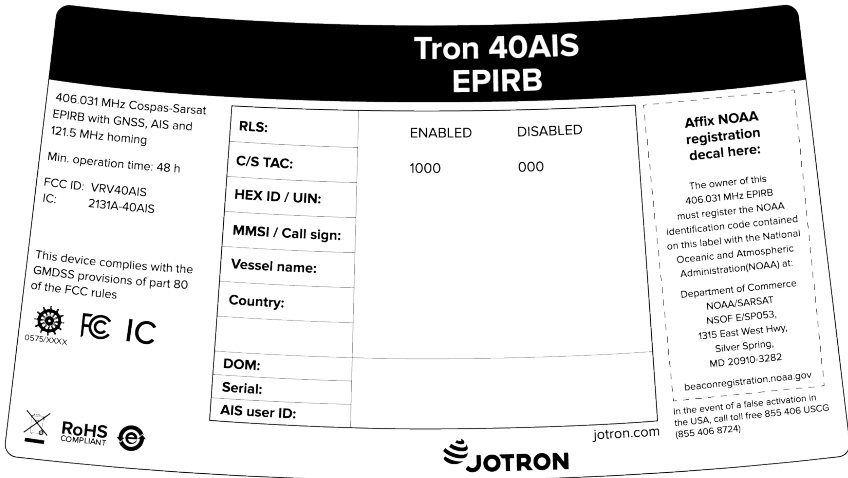 Tron 40AIS
EPIRB
406.031 MHz Cospas-Sarsat
EPIRB with GNSS, AIS and
121.5 MHz homing
Min. operation time: 48 h
FCC ID: VRV40AIS
IC: 2131A-40AIS
This device complies with the
GMDSS provisions of part 80
of the FCC rules
FC IC
0575/XXXX
RoHS
COMPLIANT
e
RLS: ENABLED DISABLED
C/S TAC: 1000 000
HEX ID / UIN:
MMSI / Call sign:
Vessel name:
Country:
DOM:
Serial:
AIS user ID:
jotron.com
JOTRON
Affix NOAA
registration
decal here:
The owner of this
406.031 MHz EPIRB
must register the NOAA
identification code contained
on this label with the National
Oceanic and Atmospheric
Administration(NOAA) at:
Department of Commerce
NOAA/SARSAT
NSOF E/SP053,
1315 East West Hwy,
Silver Spring,
MD 20910-3282
beaconregistration.noaa.gov
In the event of a false activation in
the USA, call toll free 855 406 USCG
(855 406 8724)